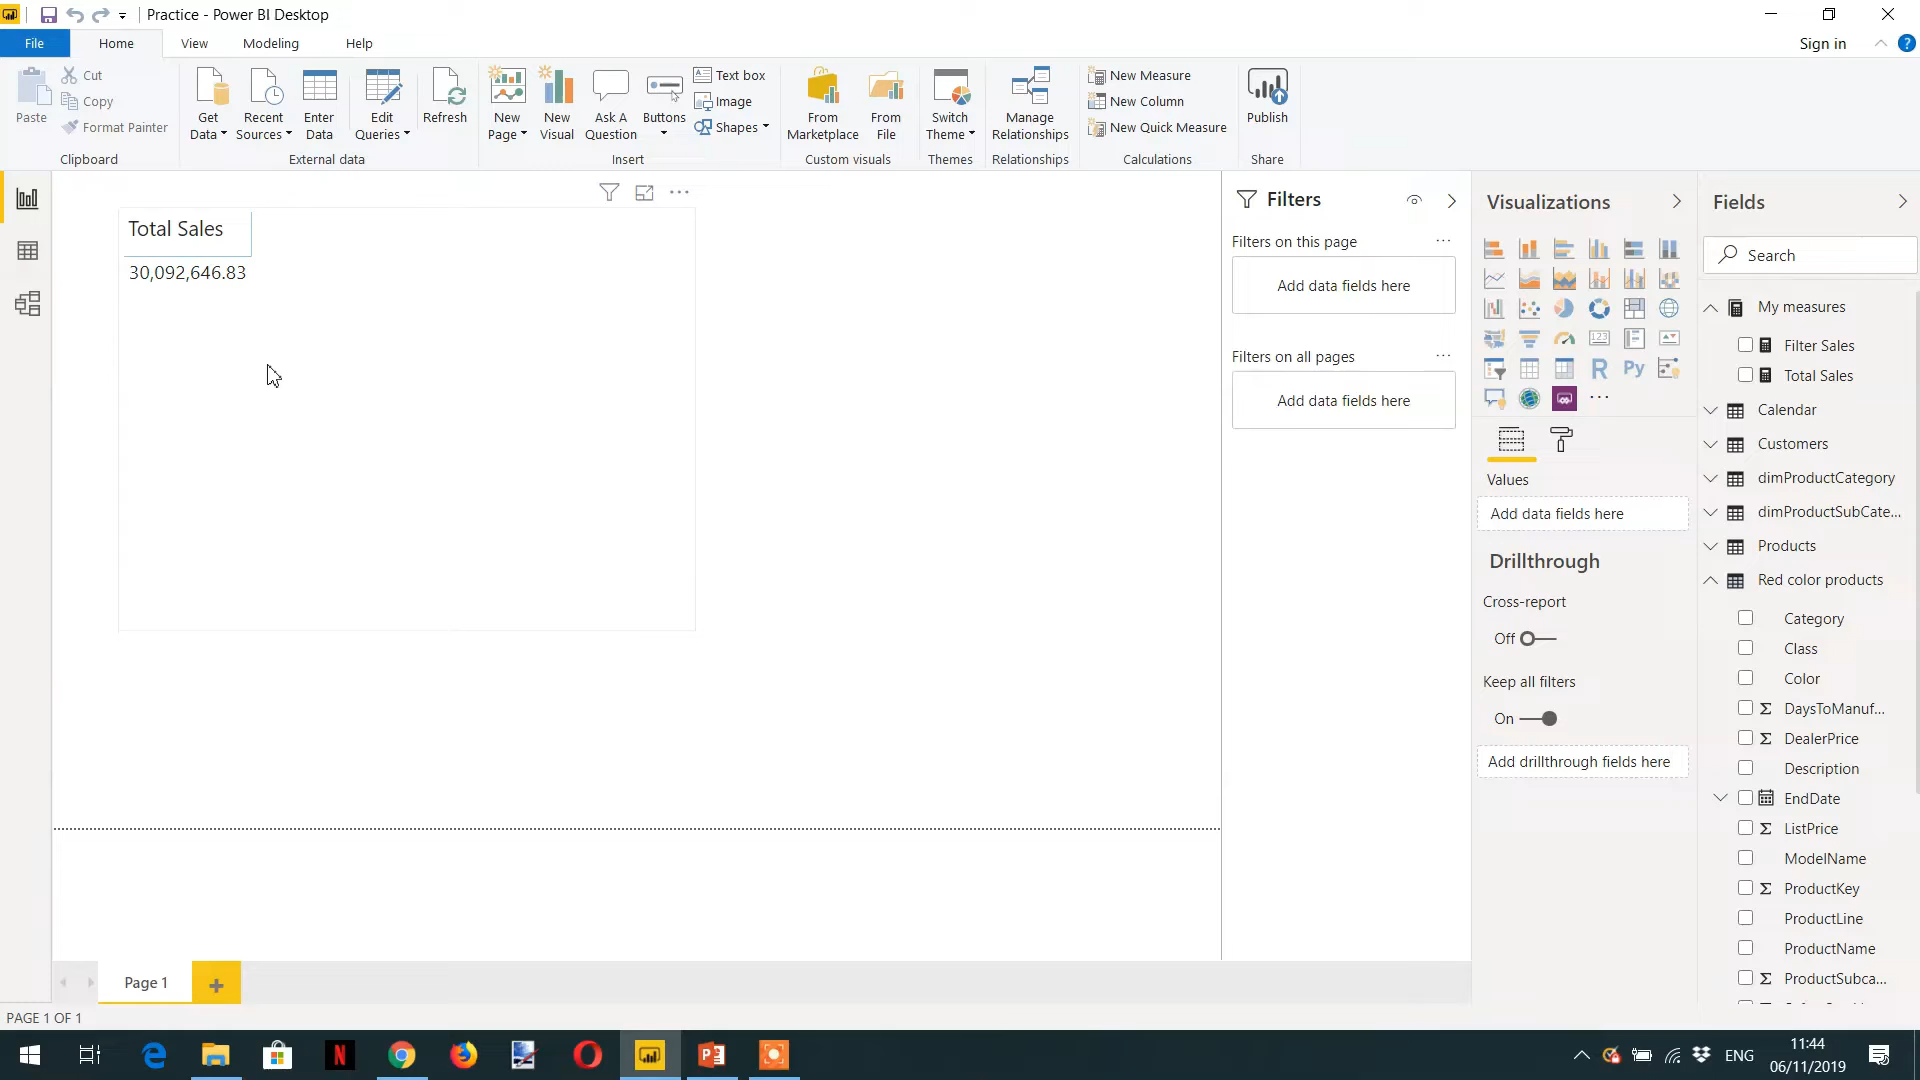 Practice - Power BI Desktop
File
Home
View
Modeling
Help
Sign in
?
Paste
Cut
Copy
Format Painter
Clipboard
Get Data
Recent Sources
Enter Data
Edit Queries
Refresh
External data
New Page
New Visual
Ask A Question
Buttons
Text box
Image
Shapes
Insert
From Marketplace
From File
Custom visuals
Switch Theme
Themes
Manage Relationships
Relationships
New Measure
New Column
New Quick Measure
Calculations
Publish
Share
Total Sales
30,092,646.83
Filters
Filters on this page
Add data fields here
Filters on all pages
Add data fields here
Visualizations
123
R
Py
Values
Add data fields here
Drillthrough
Cross-report
Off
Keep all filters
On
Add drillthrough fields here
Fields
Search
My measures
Filter Sales
Total Sales
Calendar
Customers
dimProductCategory
dimProductSubCate...
Products
Red color products
Category
Class
Color
DaysToManuf...
DealerPrice
Description
EndDate
ListPrice
ModelName
ProductKey
ProductLine
ProductName
ProductSubca...
Page 1
PAGE 1 OF 1
N
ENG
11:44
06/11/2019